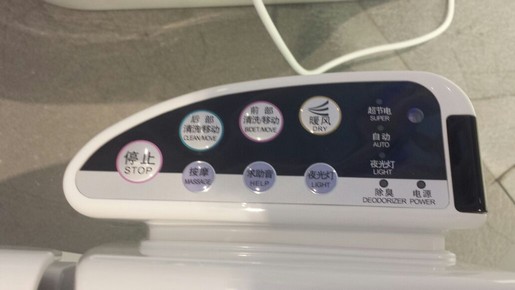 后部
清洗/移动
CLEAN/MOVE
前部
清洗/移动
BIDET/MOVE
暖风
DRY
超节电
SUPER
自动
AUTO
夜光灯
LIGHT
停止
STOP
按摩
MASSAGE
求助音
HELP
夜光灯
LIGHT
除臭
DEODORIZER
电源
POWER